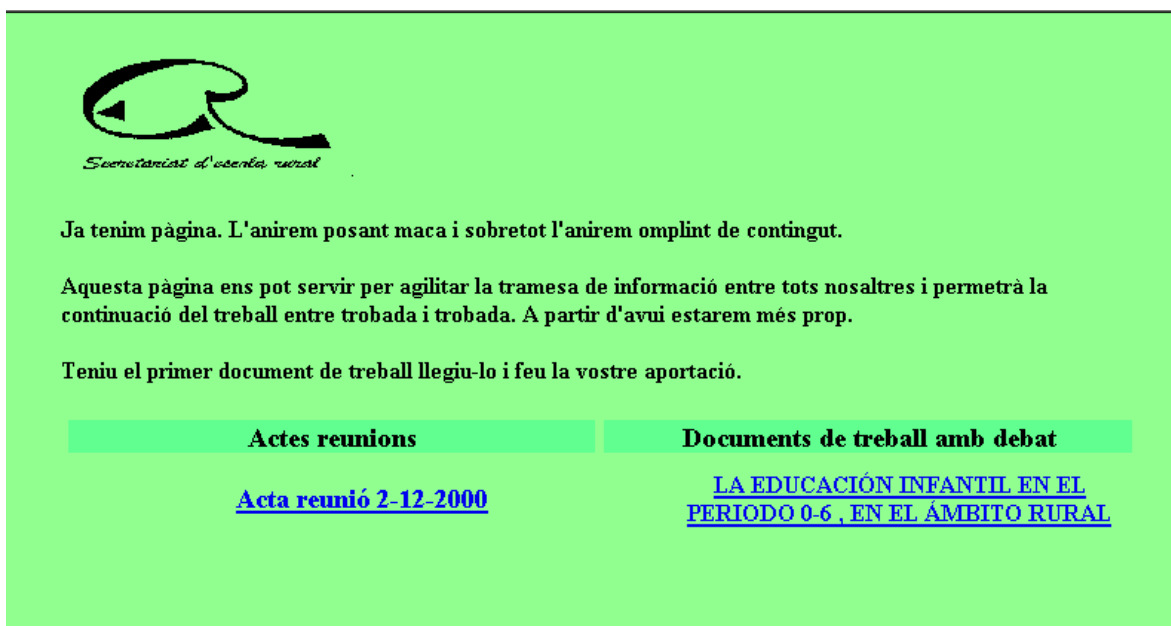 Secretariat d'escola rural
Ja tenim pàgina. L'anirem posant maca i sobretot l'anirem omplint de contingut.
Aquesta pàgina ens pot servir per agilitar la tramesa de informació entre tots nosaltres i permetrà la
continuació del treball entre trobada i trobada. A partir d'avui estarem més prop.
Teniu el primer document de treball llegiu-lo i feu la vostre aportació.
Actes reunions
Documents de treball amb debat
Acta reunió 2-12-2000
LA EDUCACIÓN INFANTIL EN EL
PERIODO 0-6 , EN EL ÁMBITO RURAL